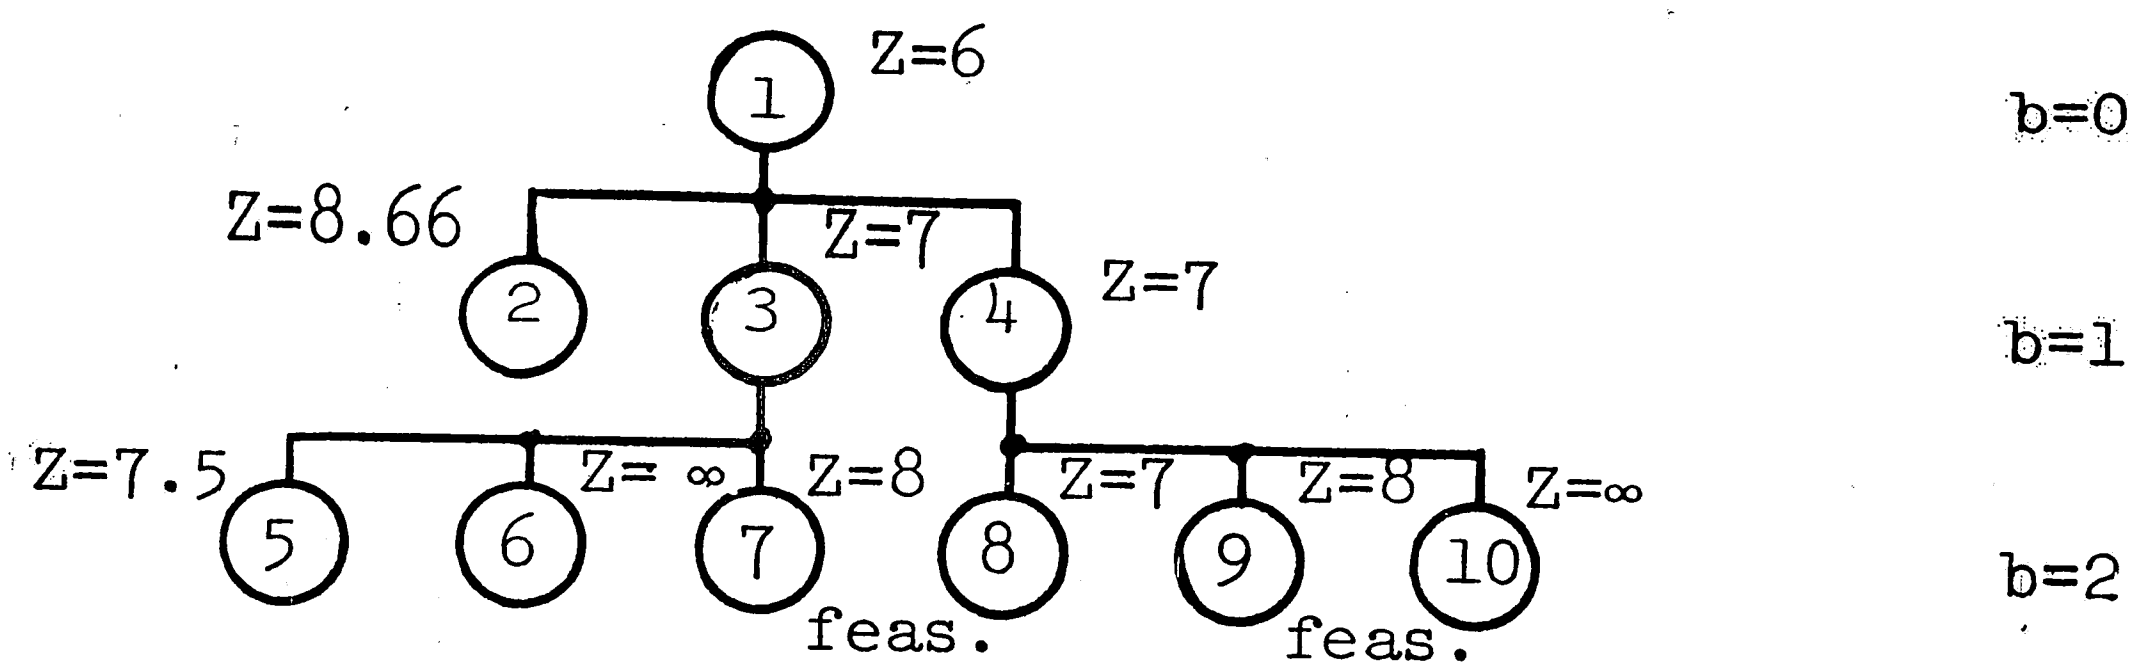 1 Z=6 b=0
Z=8.66 Z=7 Z=7
2 3 4 b=1
Z=7.5 Z= ∞ Z=8 Z=7 Z=8 Z=∞
5 6 7 8 9 10 b=2
feas. feas.